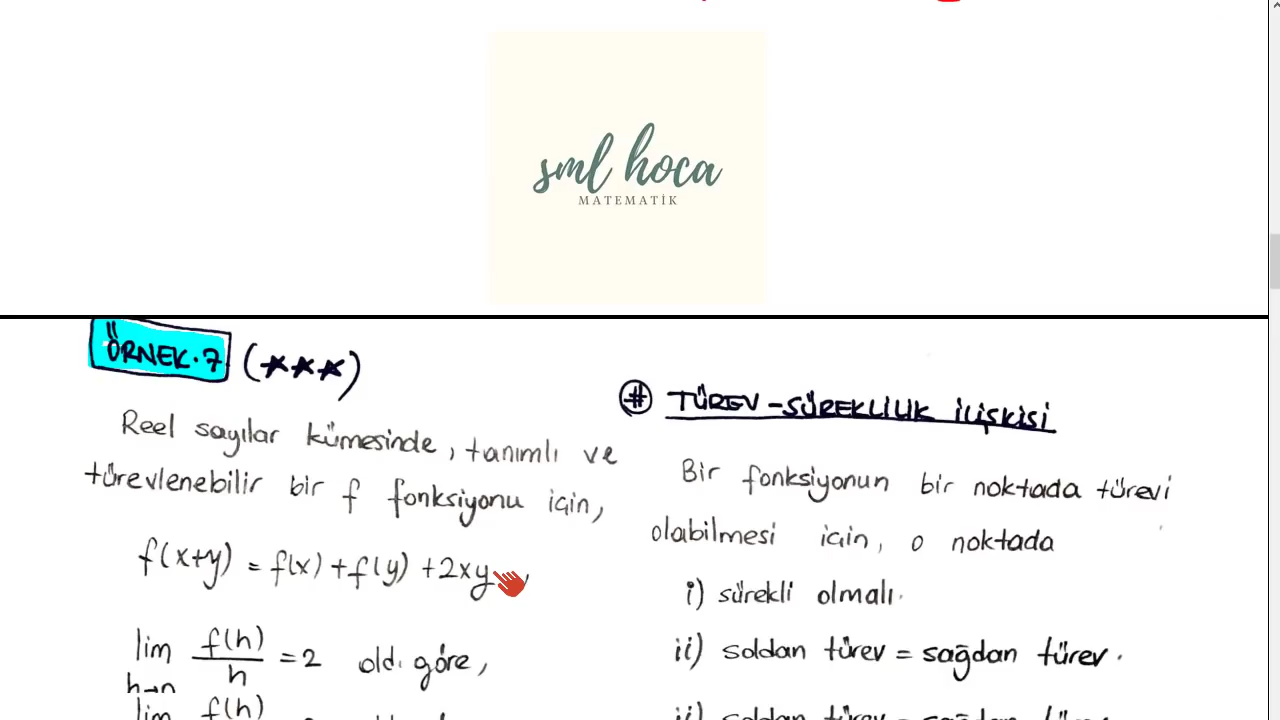 sml hoca
MATEMATİK
ÖRNEK.7 (***)
Reel sayılar kümesinde, tanımlı ve
türevlenebilir bir f fonksiyonu için,
f(x+y) = f(x)+f(y)+2xy,
lim f(h)/h = 2 old. göre,
h→0
lim f(h)
# TÜREV-SÜREKLİLİK İLİŞKİSİ
Bir fonksiyonun bir noktada türevi
olabilmesi için, o noktada
i) sürekli olmalı.
ii) soldan türev = sağdan türev.